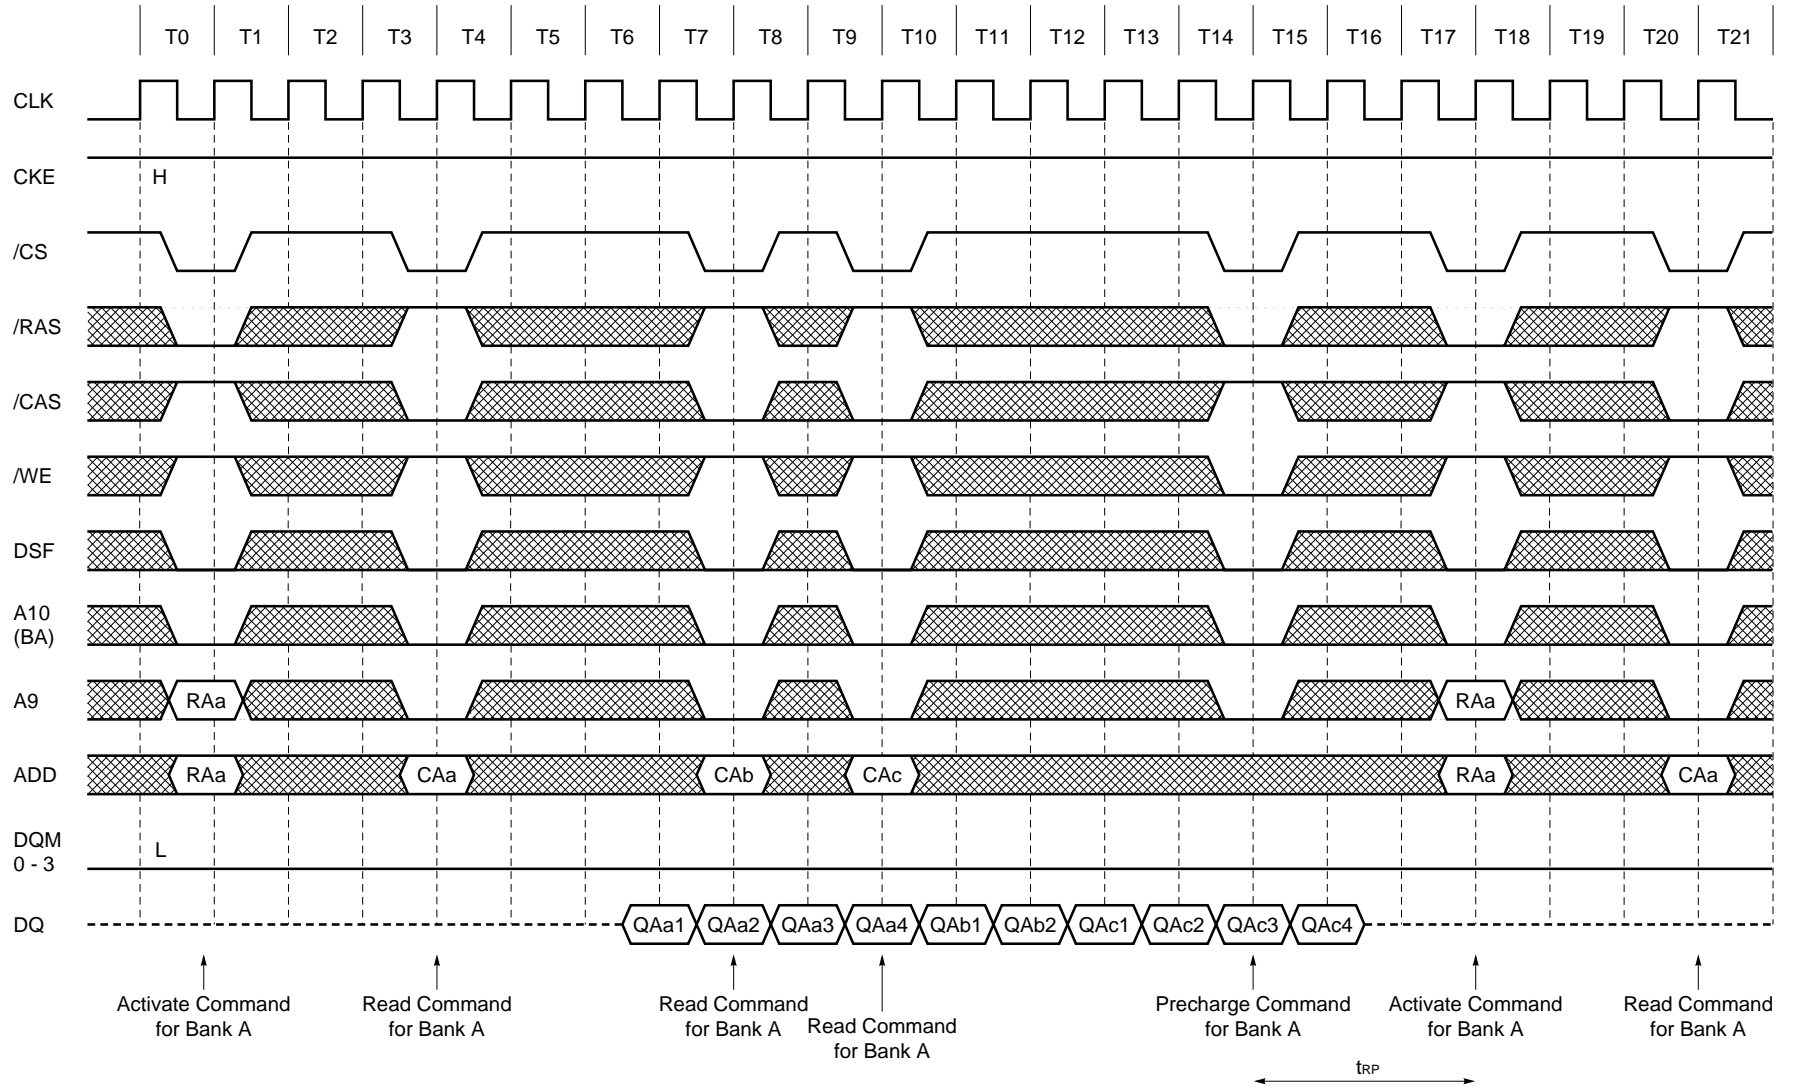 T0 T1 T2 T3 T4 T5 T6 T7 T8 T9 T10 T11 T12 T13 T14 T15 T16 T17 T18 T19 T20 T21
CLK
CKE H
/CS
/RAS
/CAS
/WE
DSF
A10
(BA)
A9 RAa RAa
ADD RAa CAa CAb CAc RAa CAa
DQM
0 - 3
L
DQ QAa1 QAa2 QAa3 QAa4 QAb1 QAb2 QAc1 QAc2 QAc3 QAc4
Activate Command
for Bank A
Read Command
for Bank A
Read Command
for Bank A
Read Command
for Bank A
Precharge Command
for Bank A
Activate Command
for Bank A
Read Command
for Bank A
tRP